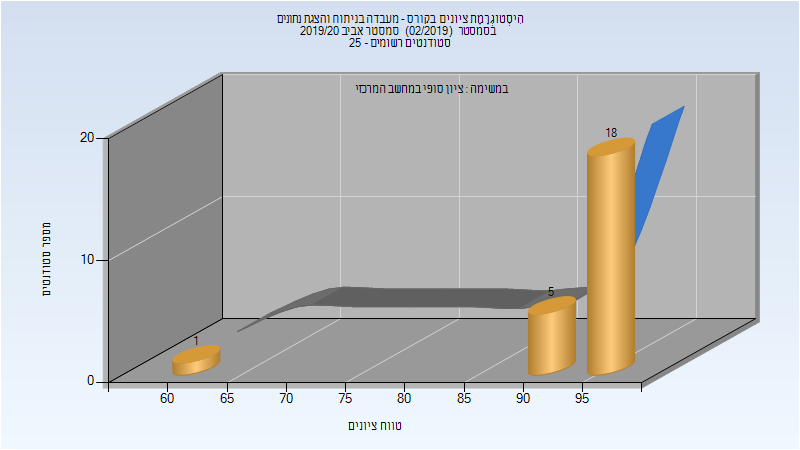 הִיסְטוֹגְרָמַת ציונים בקורס - מעבדה בניתוח והצגת נתונים
בסמסטר (02/2019) סמסטר אביב 2019/20
סטודנטים רשומים - 25
במשימה : ציון סופי במחשב המרכזי
מספר סטודנטים
20
10
0
1
5
18
60 65 70 75 80 85 90 95
טווח ציונים